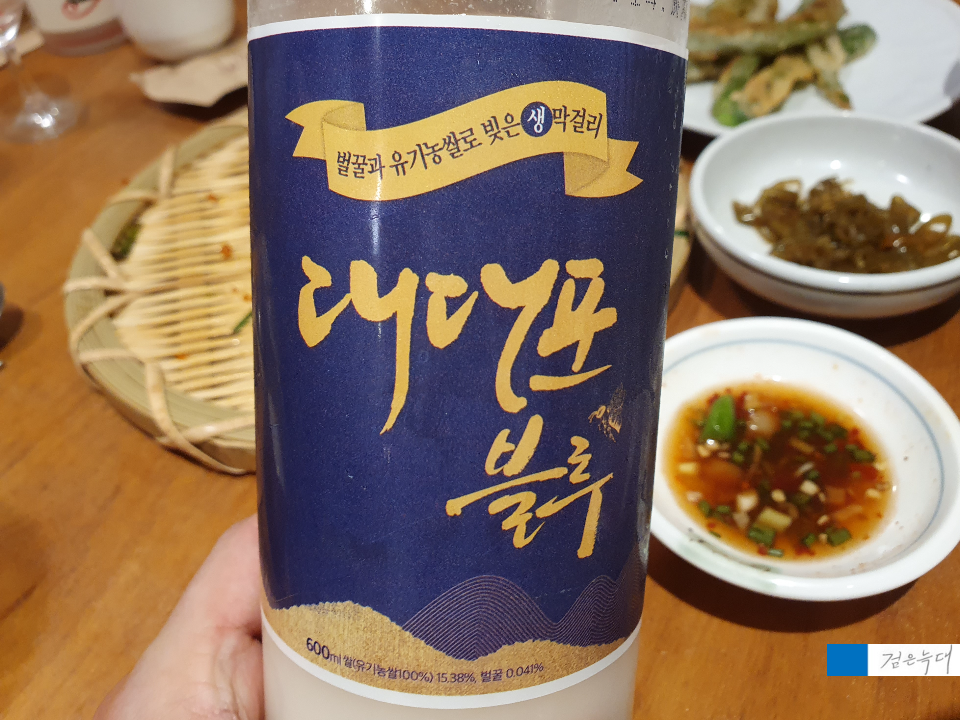 벌꿀과 유기농쌀로 빚은 생막걸리
대대포
블루
600ml 쌀(유기농쌀100%) 15.38%, 벌꿀 0.041%
검은늑대